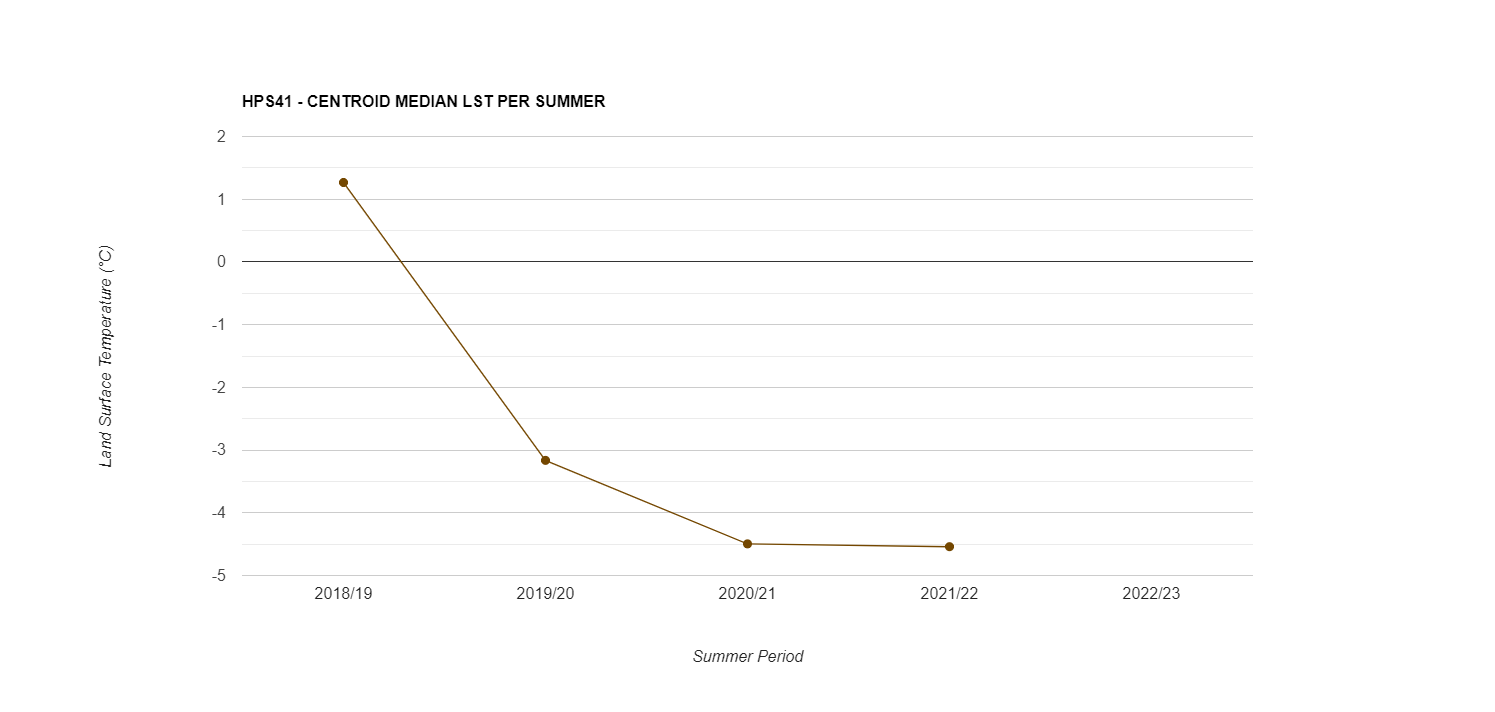 HPS41 - CENTROID MEDIAN LST PER SUMMER
2
1
0
-1
-2
-3
-4
-5
Land Surface Temperature (°C)
2018/19 2019/20 2020/21 2021/22 2022/23
Summer Period